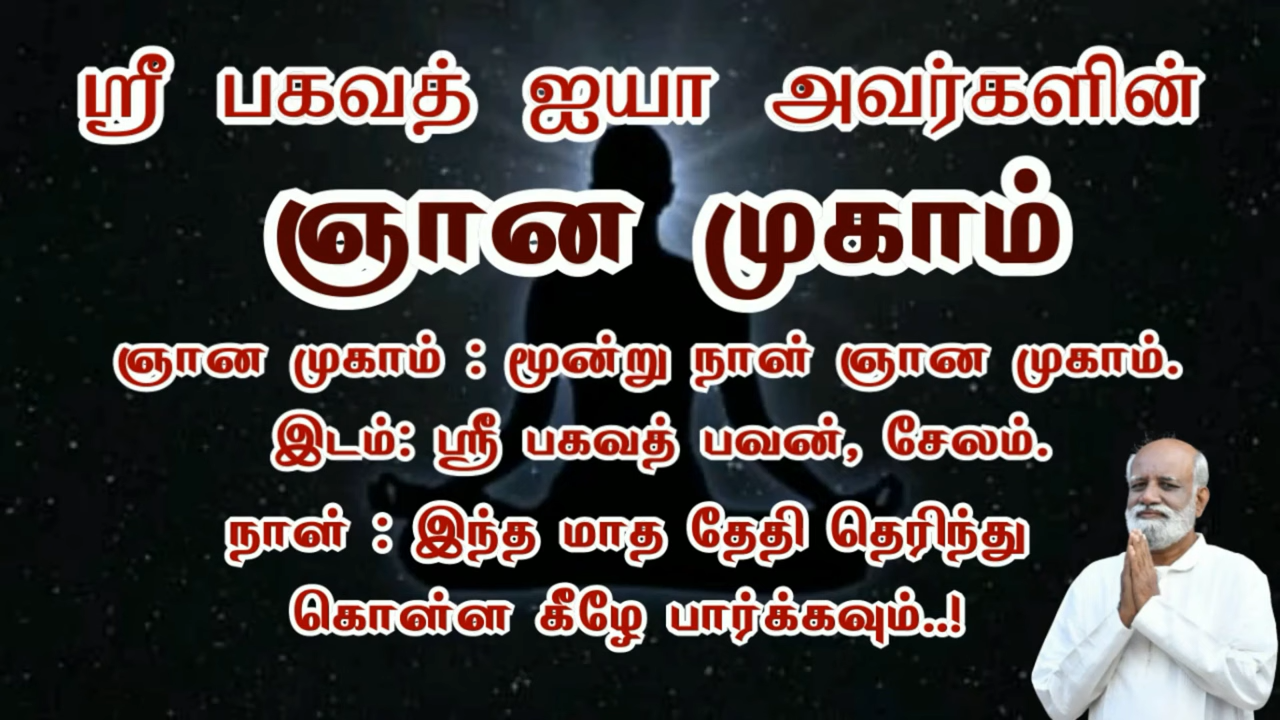 ஸ்ரீ பகவத் ஐயா அவர்களின்
ஞான முகாம்
ஞான முகாம் : மூன்று நாள் ஞான முகாம்.
இடம்: ஸ்ரீ பகவத் பவன், சேலம்.
நாள் : இந்த மாத தேதி தெரிந்து
கொள்ள கீழே பார்க்கவும்..!